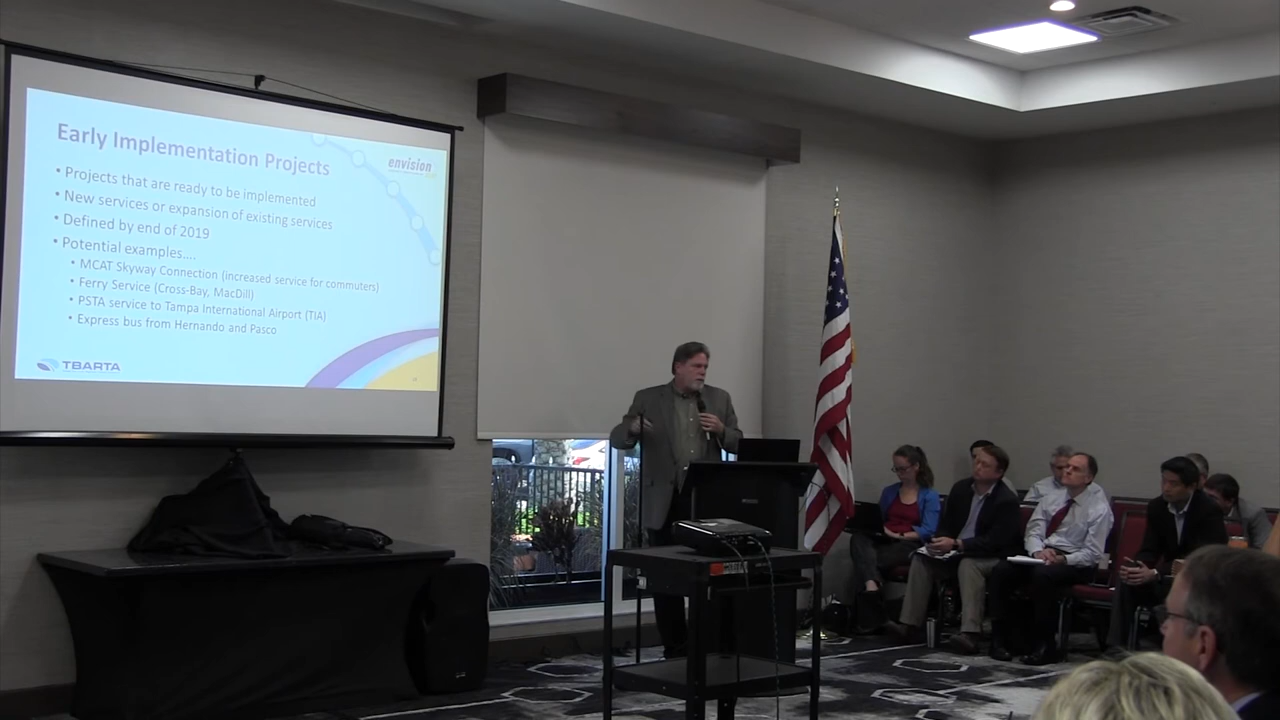 Early Implementation Projects
envision
• Projects that are ready to be implemented
• New services or expansion of existing services
• Defined by end of 2019
• Potential examples....
• MCAT Skyway Connection (increased service for commuters)
• Ferry Service (Cross-Bay, MacDill)
• PSTA service to Tampa International Airport (TIA)
• Express bus from Hernando and Pasco
TBARTA